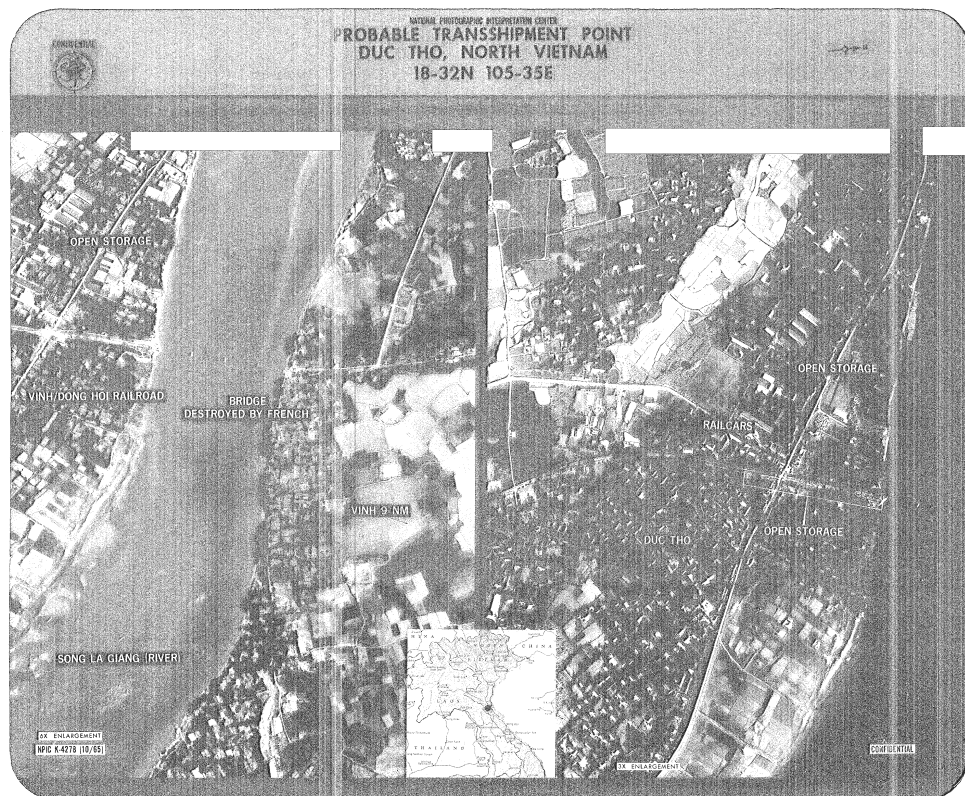 NATIONAL PHOTOGRAPHIC INTERPRETATION CENTER
PROBABLE TRANSSHIPMENT POINT
DUC THO, NORTH VIETNAM
18-32N 105-35E
CONFIDENTIAL
OPEN STORAGE
VINH/DONG HOI RAILROAD
BRIDGE
DESTROYED BY FRENCH
VINH 9 NM
SONG LA GIANG (RIVER)
6X ENLARGEMENT
NPIC K-4278 (10/65)
OPEN STORAGE
RAILCARS
OPEN STORAGE
DUC THO
CHINA
LAOS
THAILAND
3X ENLARGEMENT
CONFIDENTIAL